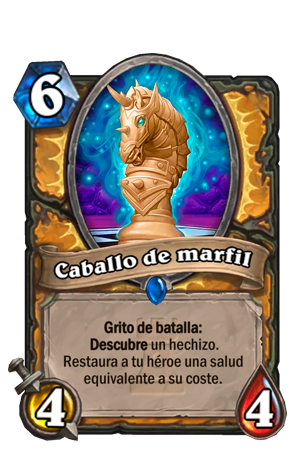 6
Caballo de marfil
Grito de batalla:
Descubre un hechizo.
Restaura a tu héroe una salud
equivalente a su coste.
4
4